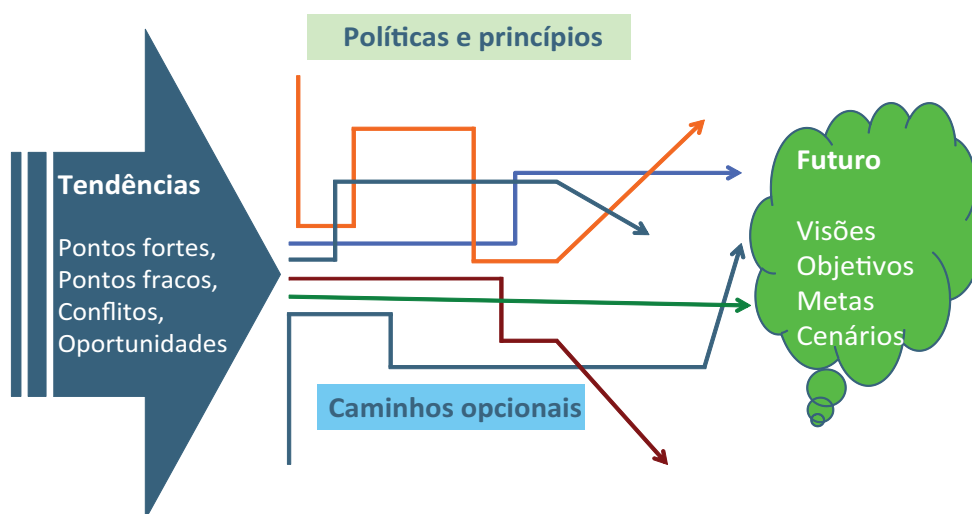 Políticas e princípios
Tendências
Pontos fortes,
Pontos fracos,
Conflitos,
Oportunidades
Caminhos opcionais
Futuro
Visões
Objetivos
Metas
Cenários